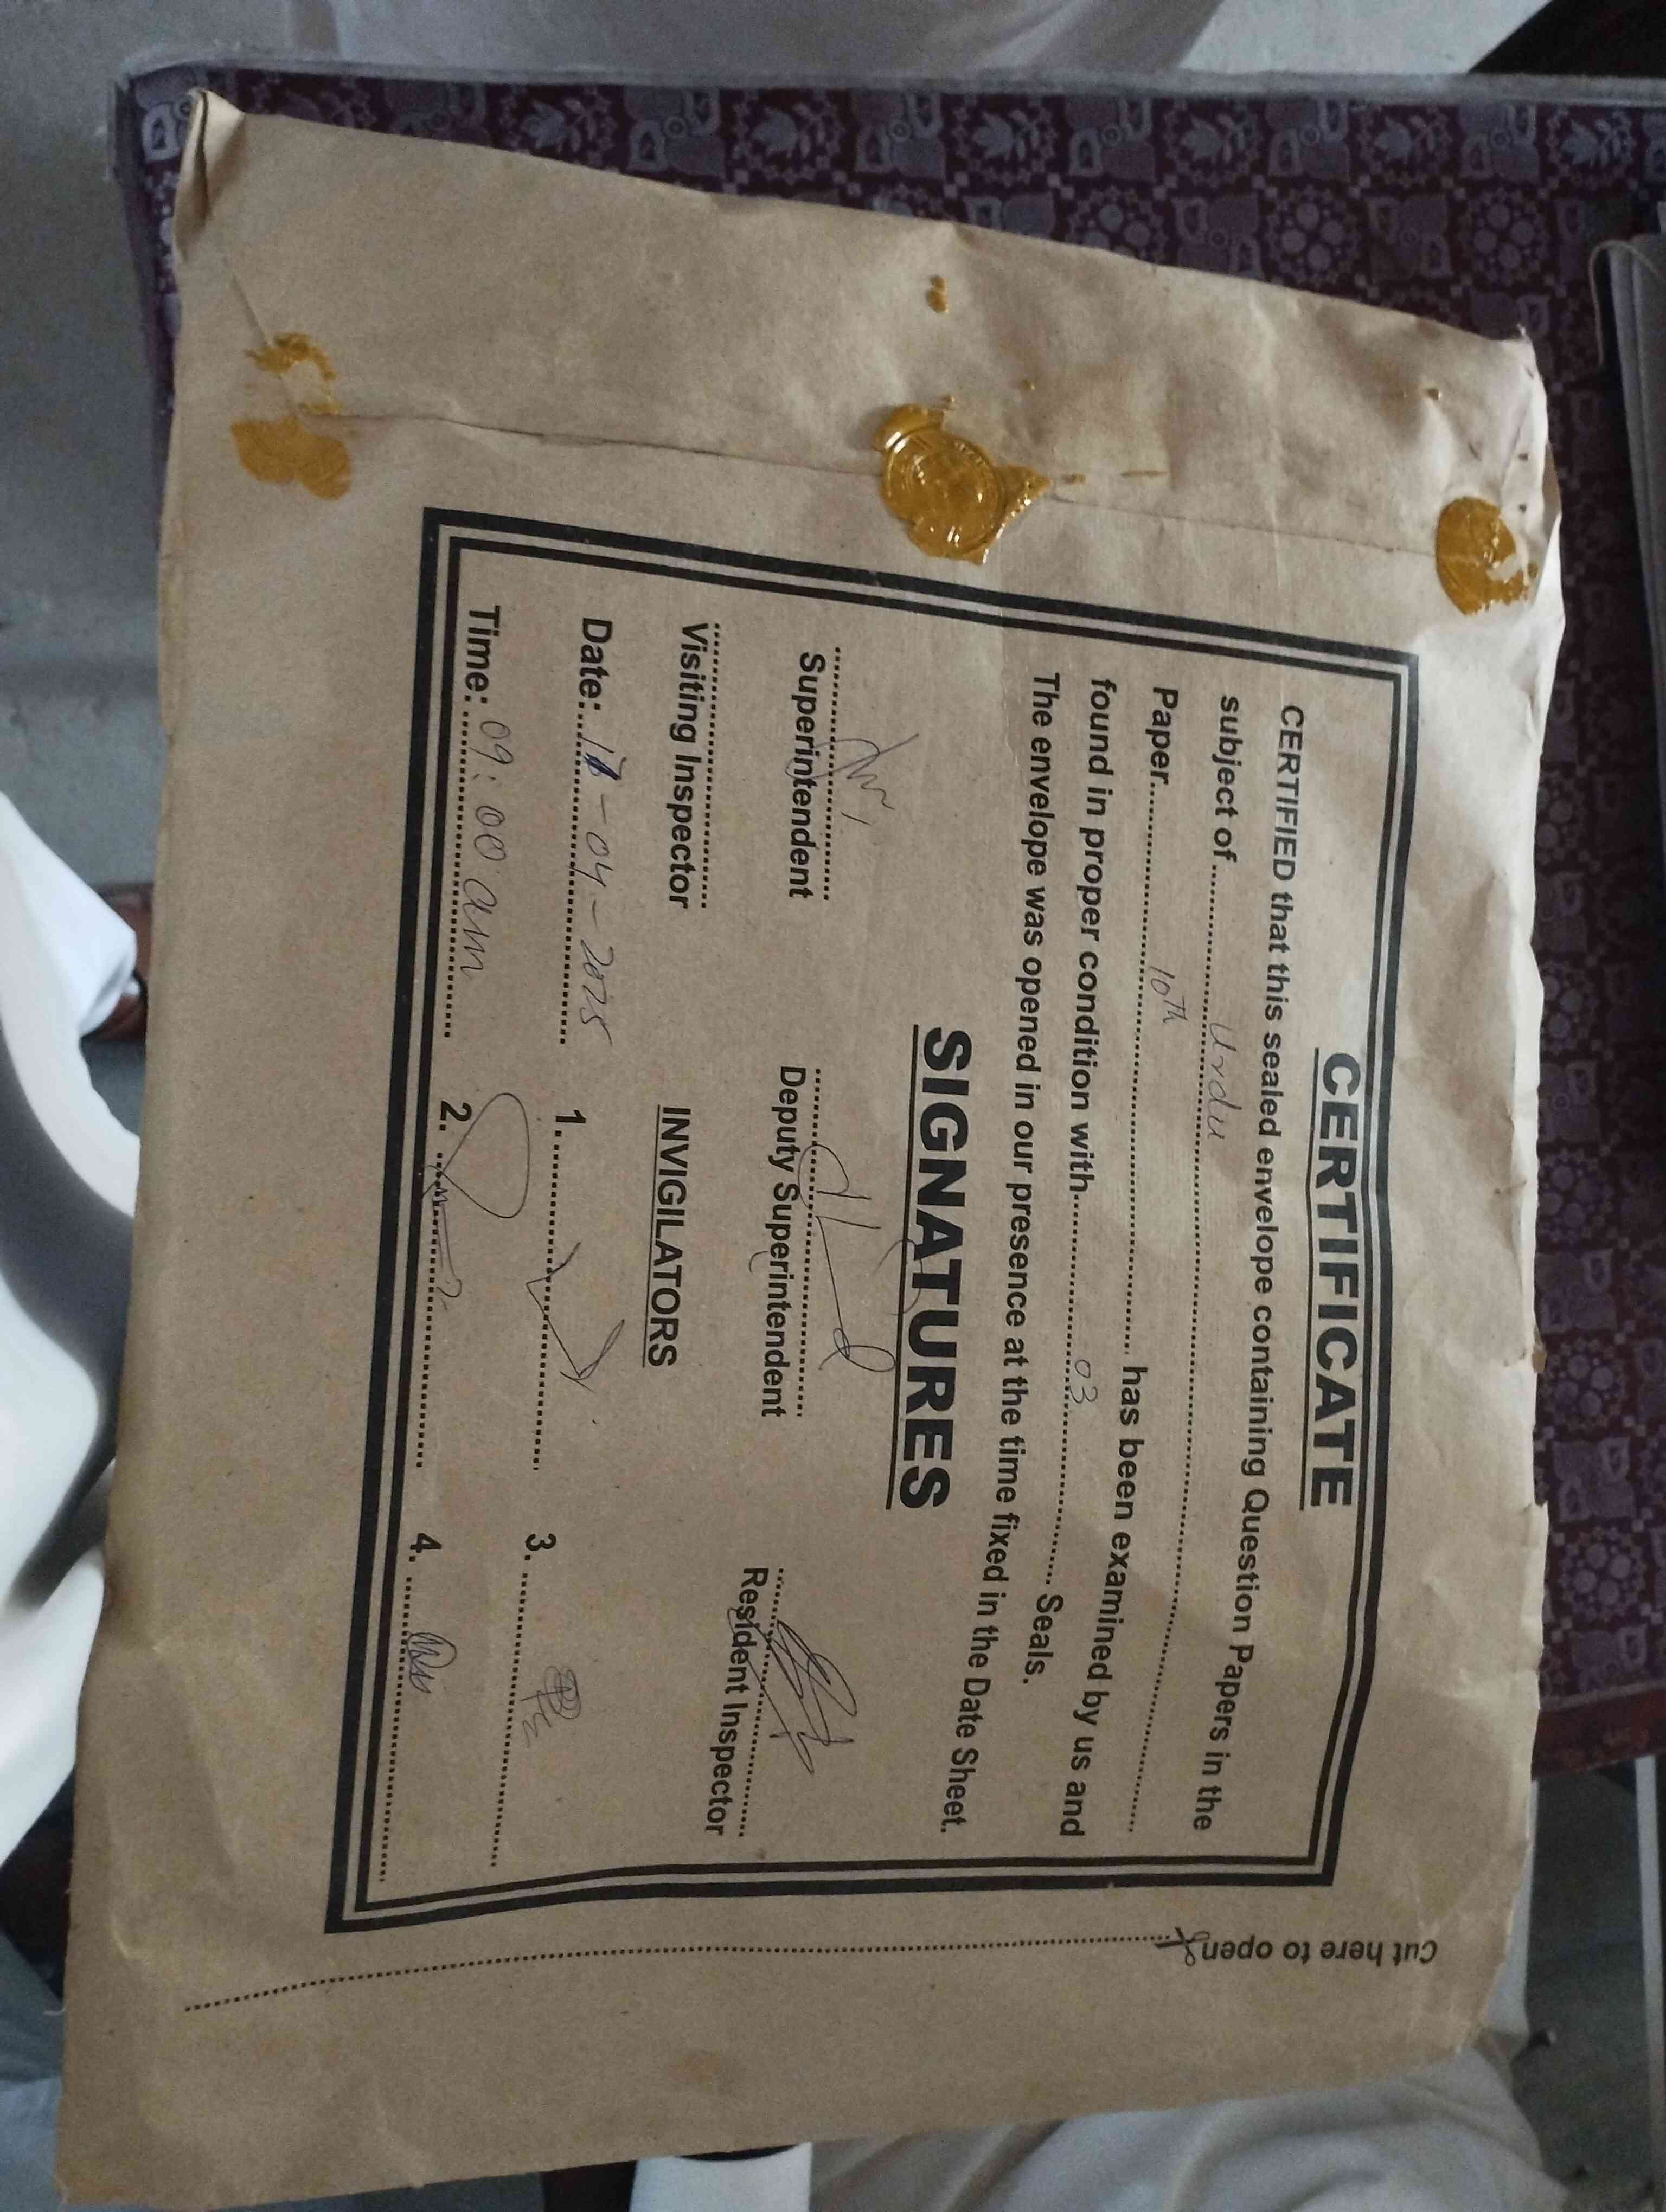 CERTIFICATE
CERTIFIED that this sealed envelope containing Question Papers in the
subject of.......... Urdu ..........
Paper.......... 10th .......... has been examined by us and
found in proper condition with.......... 03 .......... Seals.
The envelope was opened in our presence at the time fixed in the Date Sheet.
SIGNATURES
Superintendent Deputy Superintendent Resident Inspector
Visiting Inspector INVIGILATORS
Date: -04-2025 1. 3.
Time: 09:00 am 2. 4.
Cut here to open